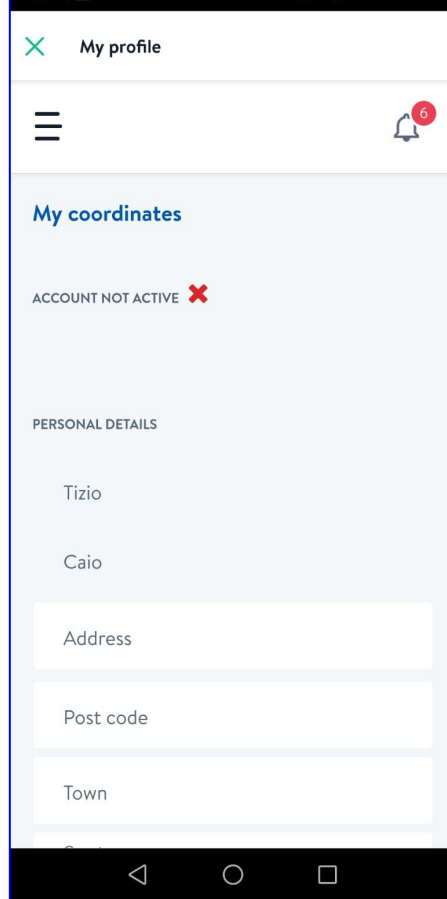 My profile
6
My coordinates
ACCOUNT NOT ACTIVE
PERSONAL DETAILS
Tizio
Caio
Address
Post code
Town